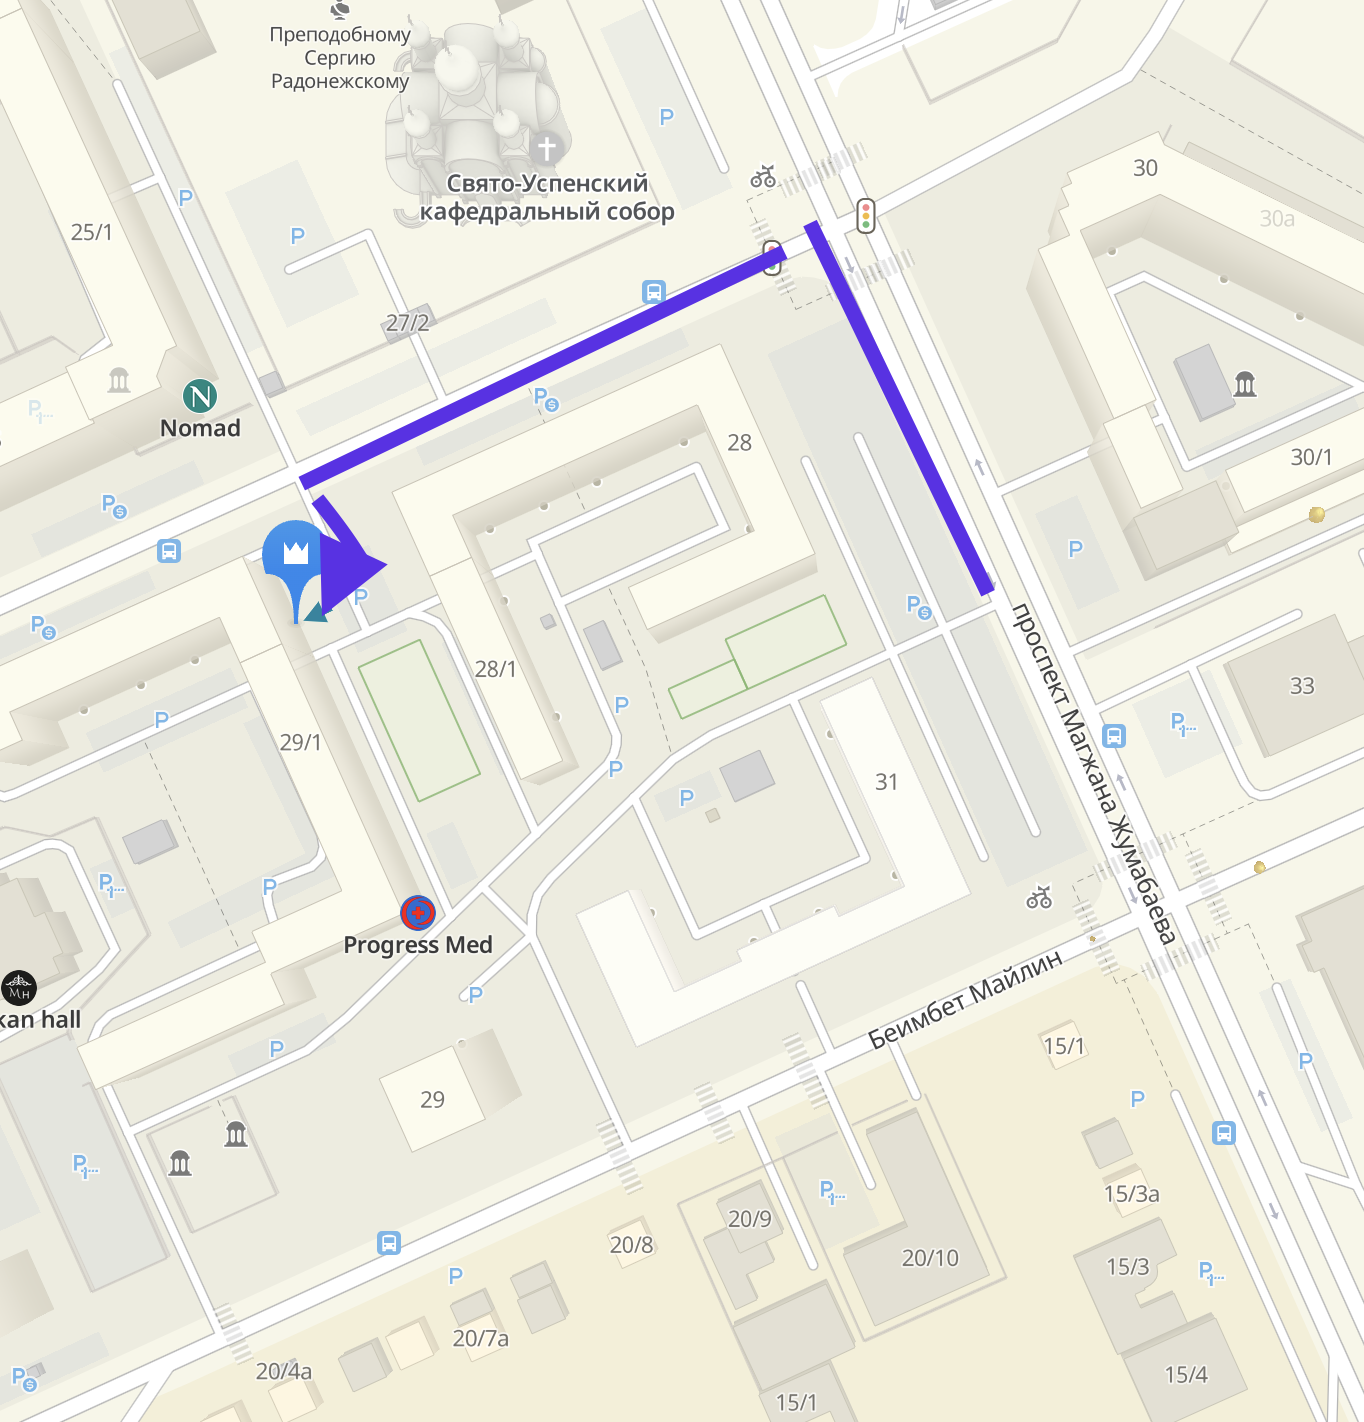 Преподобному
Сергию
Радонежскому
P
Свято-Успенский
кафедральный собор
30
30а
25/1
P
P
27/2
N
Nomad
P
28
30/1
P
P
P
P
P
P
28/1
29/1
P
P
P
P
31
33
P
проспект Магжана Жумабаева
P
P
Progress Med
MH
kan hall
P
Беимбет Майлин
P
29
15/1
P
P
P
P
20/9
20/8
20/10
15/3а
15/3
P
P
20/7а
20/4а
P
15/4
15/1